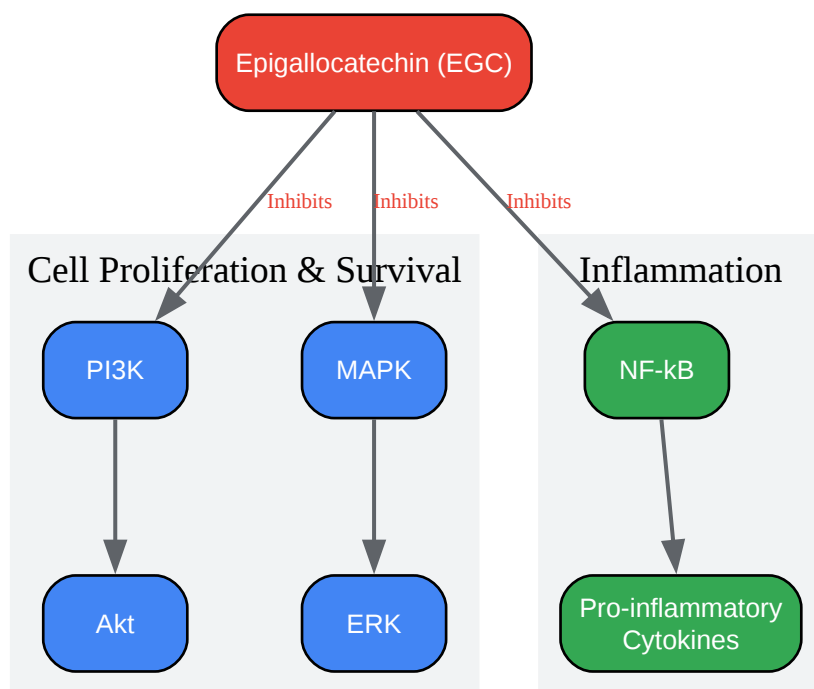 Epigallocatechin (EGC)
Inhibits
Inhibits
Inhibits
Cell Proliferation & Survival
Inflammation
PI3K
MAPK
NF-kB
Akt
ERK
Pro-inflammatory
Cytokines